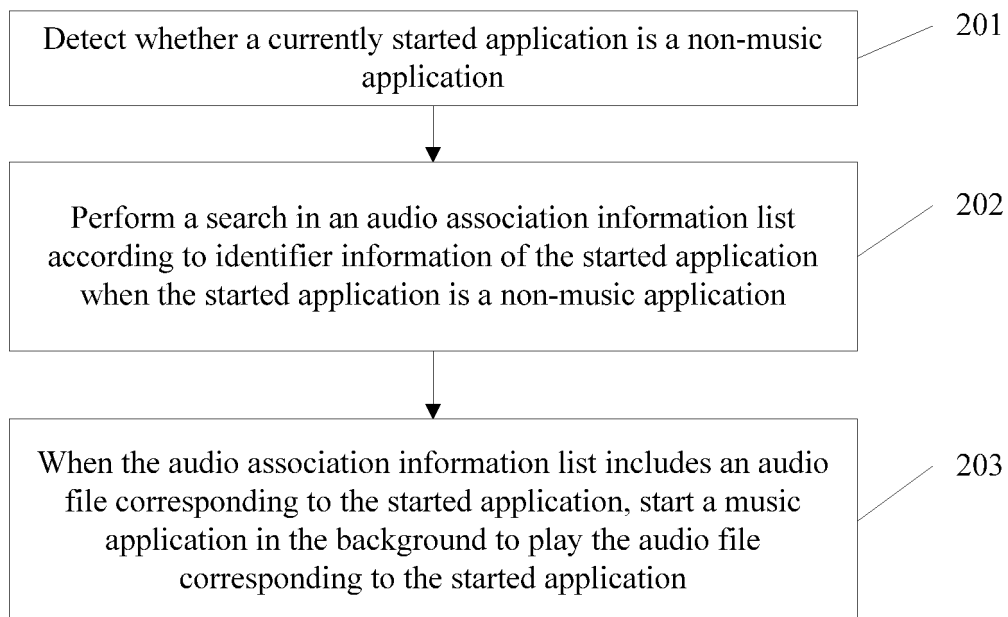 Detect whether a currently started application is a non-music
application
201
Perform a search in an audio association information list
according to identifier information of the started application
when the started application is a non-music application
202
When the audio association information list includes an audio
file corresponding to the started application, start a music
application in the background to play the audio file
corresponding to the started application
203